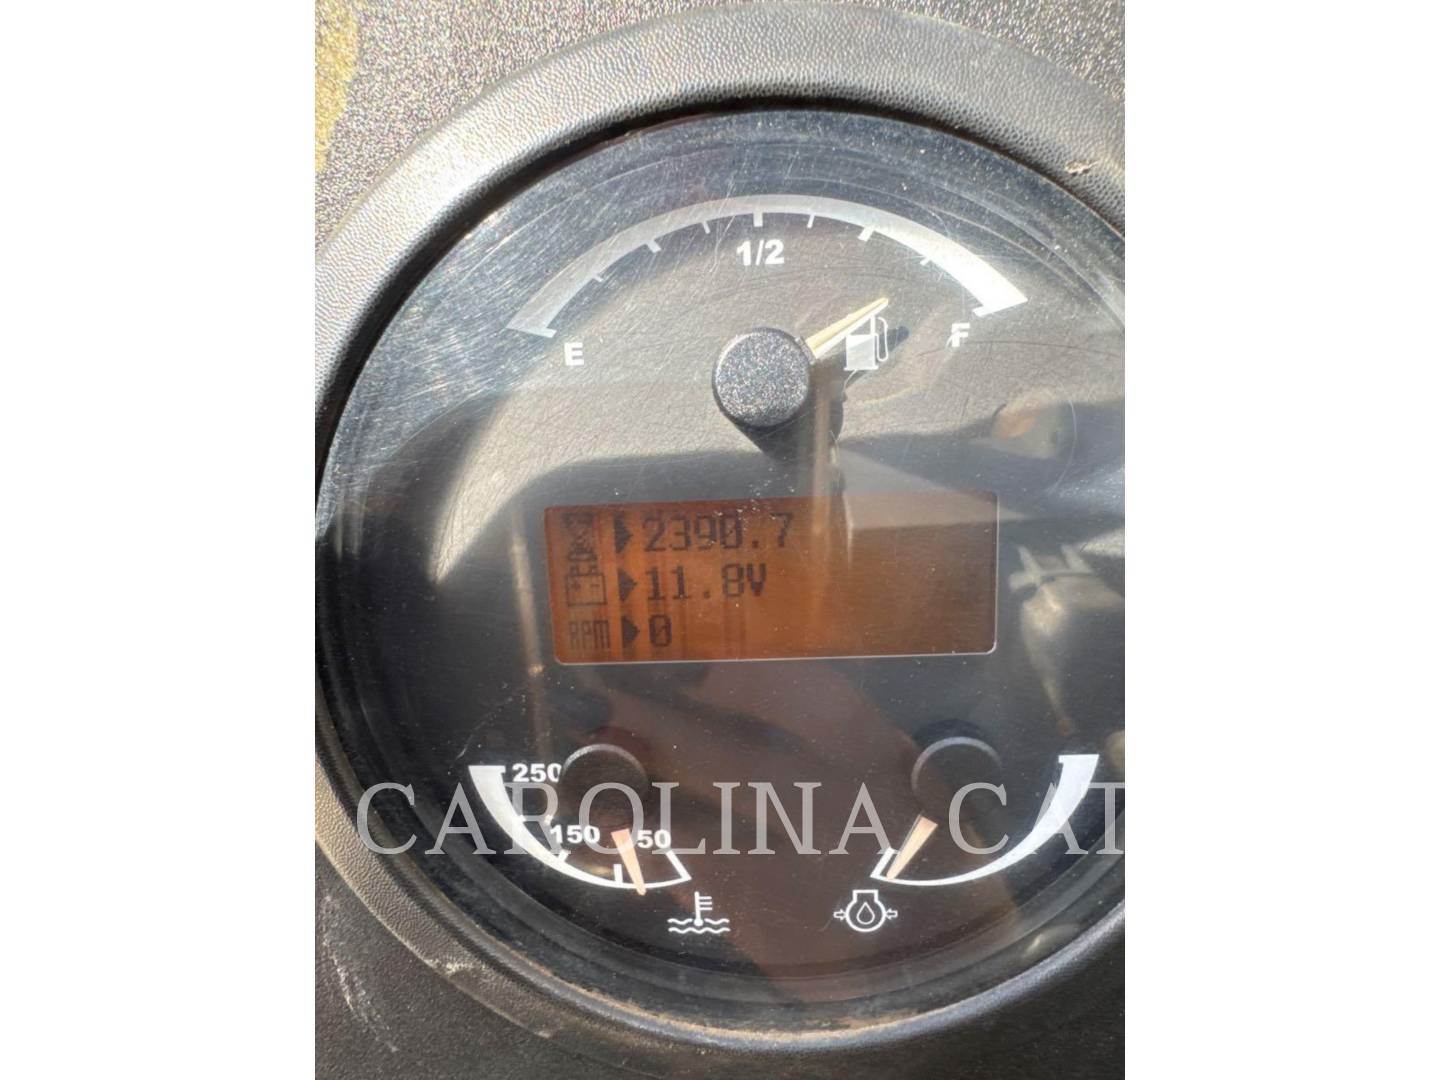 1/2
E F
2390.7
11.8V
RPM 0
250
150 50
CAROLINA CAT